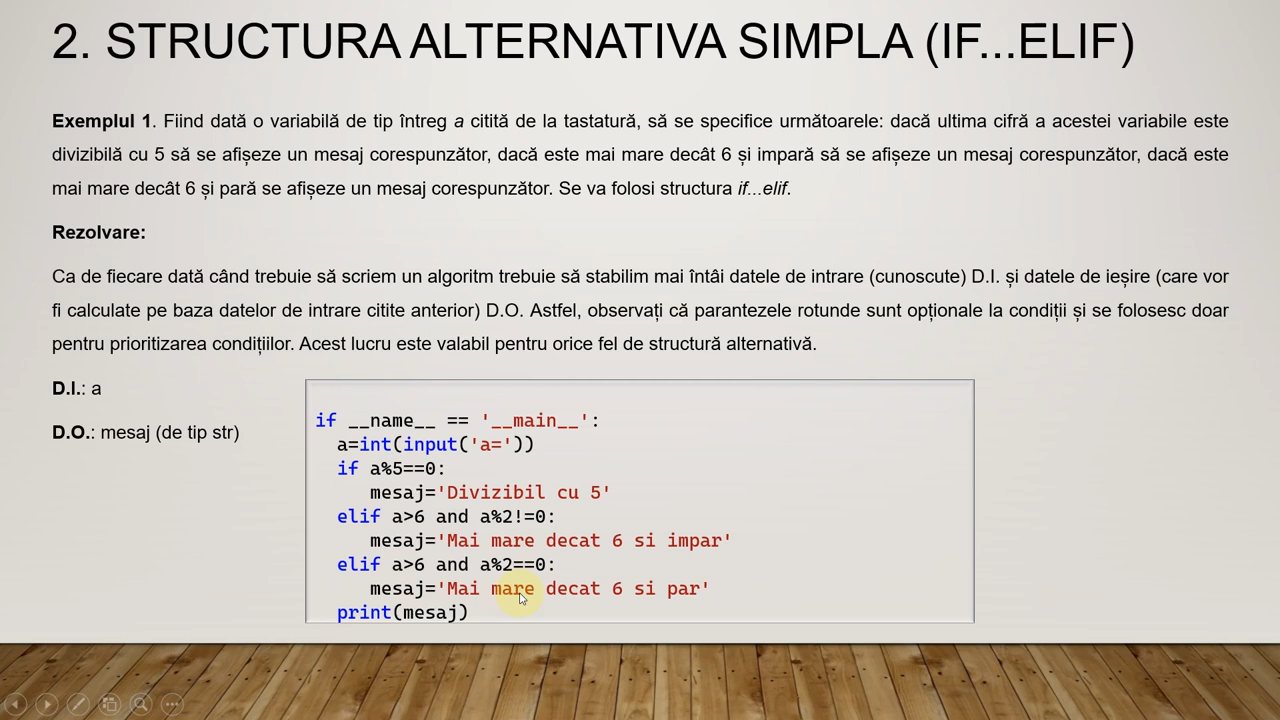 2. STRUCTURA ALTERNATIVA SIMPLA (IF...ELIF)
Exemplul 1. Fiind dată o variabilă de tip întreg a citită de la tastatură, să se specifice următoarele: dacă ultima cifră a acestei variabile este
divizibilă cu 5 să se afișeze un mesaj corespunzător, dacă este mai mare decât 6 și impară să se afișeze un mesaj corespunzător, dacă este
mai mare decât 6 și pară se afișeze un mesaj corespunzător. Se va folosi structura if...elif.
Rezolvare:
Ca de fiecare dată când trebuie să scriem un algoritm trebuie să stabilim mai întâi datele de intrare (cunoscute) D.I. și datele de ieșire (care vor
fi calculate pe baza datelor de intrare citite anterior) D.O. Astfel, observați că parantezele rotunde sunt opționale la condiții și se folosesc doar
pentru prioritizarea condițiilor. Acest lucru este valabil pentru orice fel de structură alternativă.
D.I.: a
D.O.: mesaj (de tip str)
if __name__ == '__main__':
a=int(input('a='))
if a%5==0:
mesaj='Divizibil cu 5'
elif a>6 and a%2!=0:
mesaj='Mai mare decat 6 si impar'
elif a>6 and a%2==0:
mesaj='Mai mare decat 6 si par'
print(mesaj)